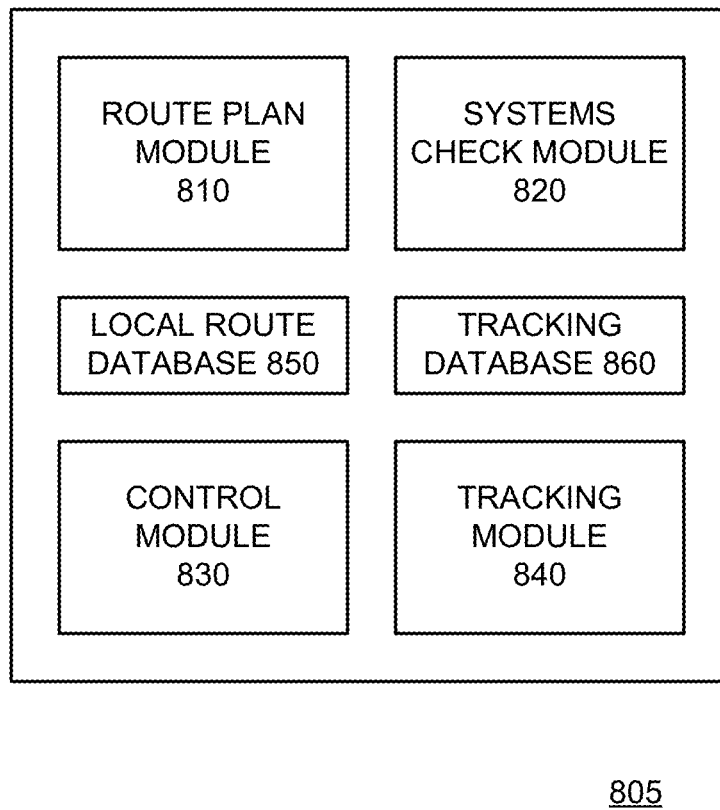 ROUTE PLAN
MODULE
810
SYSTEMS
CHECK MODULE
820
LOCAL ROUTE
DATABASE 850
TRACKING
DATABASE 860
CONTROL
MODULE
830
TRACKING
MODULE
840
805